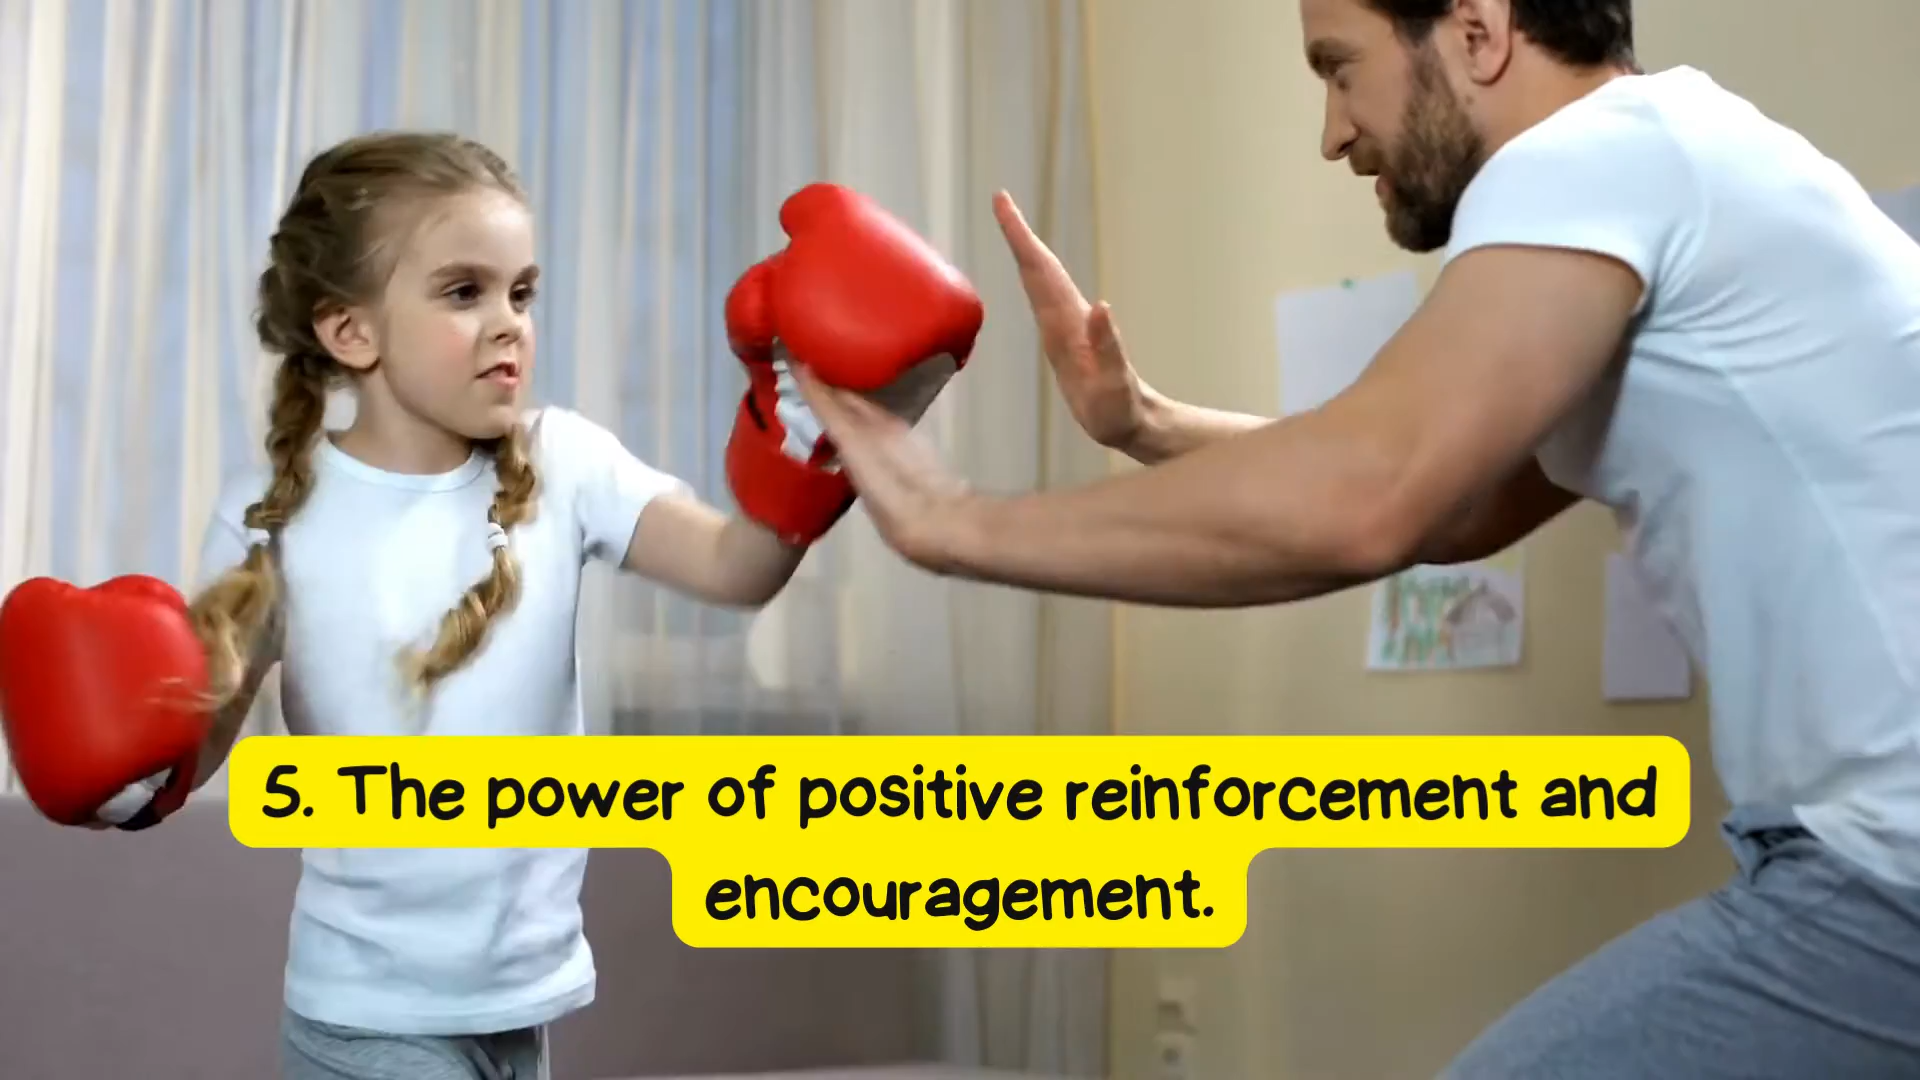 5. The power of positive reinforcement and
encouragement.